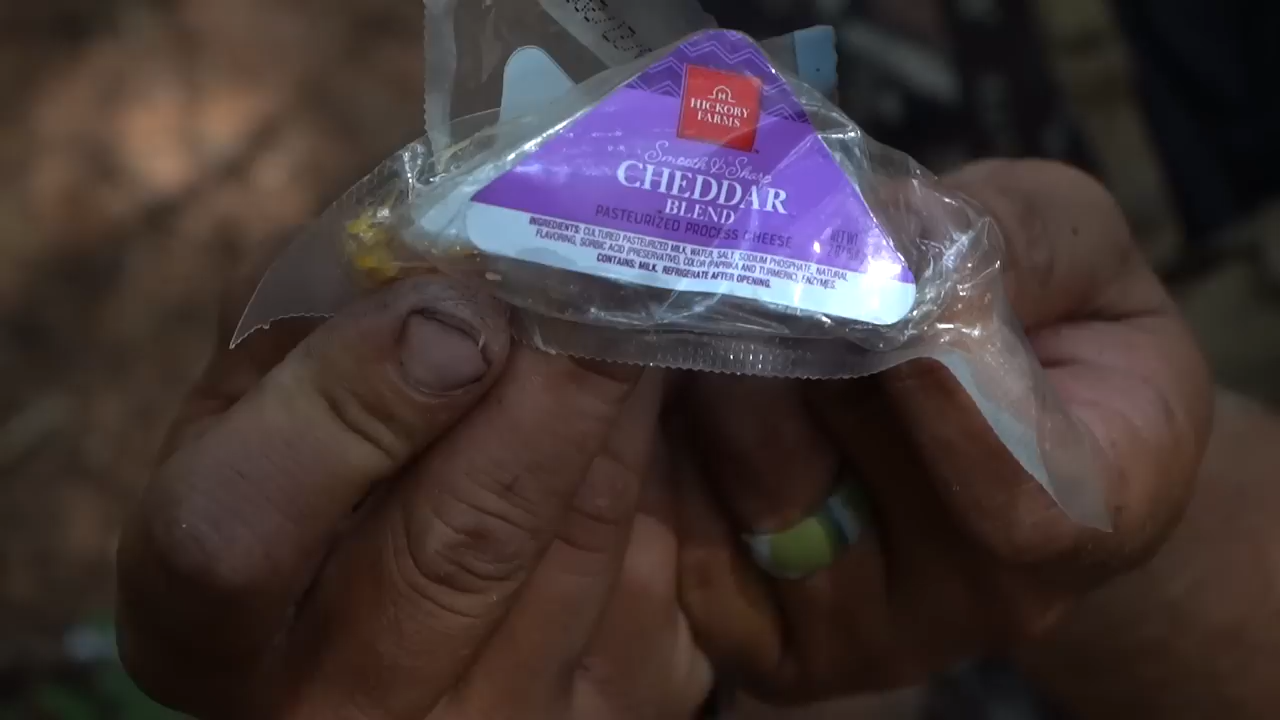 HICKORY
FARMS
Smooth & Sharp
CHEDDAR
BLEND
PASTEURIZED PROCESS CHEESE
INGREDIENTS: CULTURED PASTEURIZED MILK, WATER, SALT, SODIUM PHOSPHATE, NATURAL
FLAVORING, SORBIC ACID (PRESERVATIVE), COLOR (PAPRIKA AND TURMERIC), ENZYMES.
CONTAINS: MILK. REFRIGERATE AFTER OPENING.
NET WT